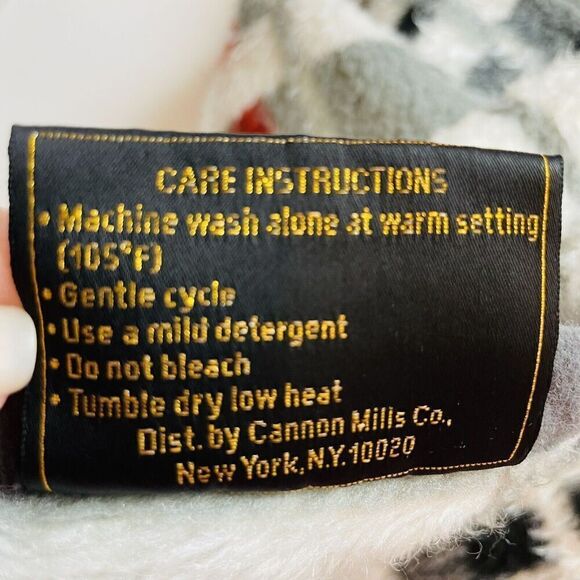 CARE INSTRUCTIONS
• Machine wash alone at warm setting
(105°F)
• Gentle cycle
• Use a mild detergent
• Do not bleach
• Tumble dry low heat
Dist. by Cannon Mills Co.,
New York, N.Y. 10020